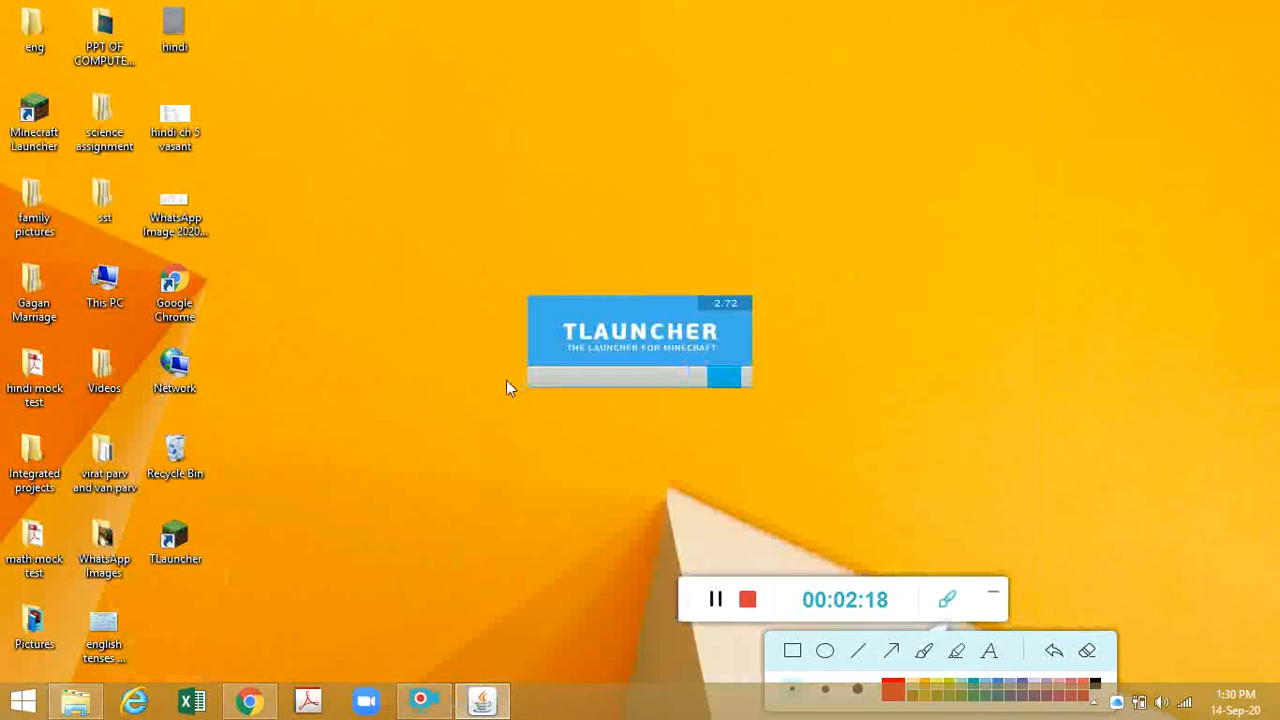 eng
PPT OF
COMPUTE...
hindi
Minecraft
Launcher
science
assignment
hindi ch 5
vasant
family
pictures
sst
WhatsApp
Image 2020...
Gagan
Marriage
This PC
Google
Chrome
hindi mock
test
Videos
Network
Integrated
projects
virat parv
and van parv
Recycle Bin
math mock
test
WhatsApp
Images
TLauncher
Pictures
english
tenses ...
2.72
TLAUNCHER
THE LAUNCHER FOR MINECRAFT
00:02:18
A
1:30 PM
14-Sep-20